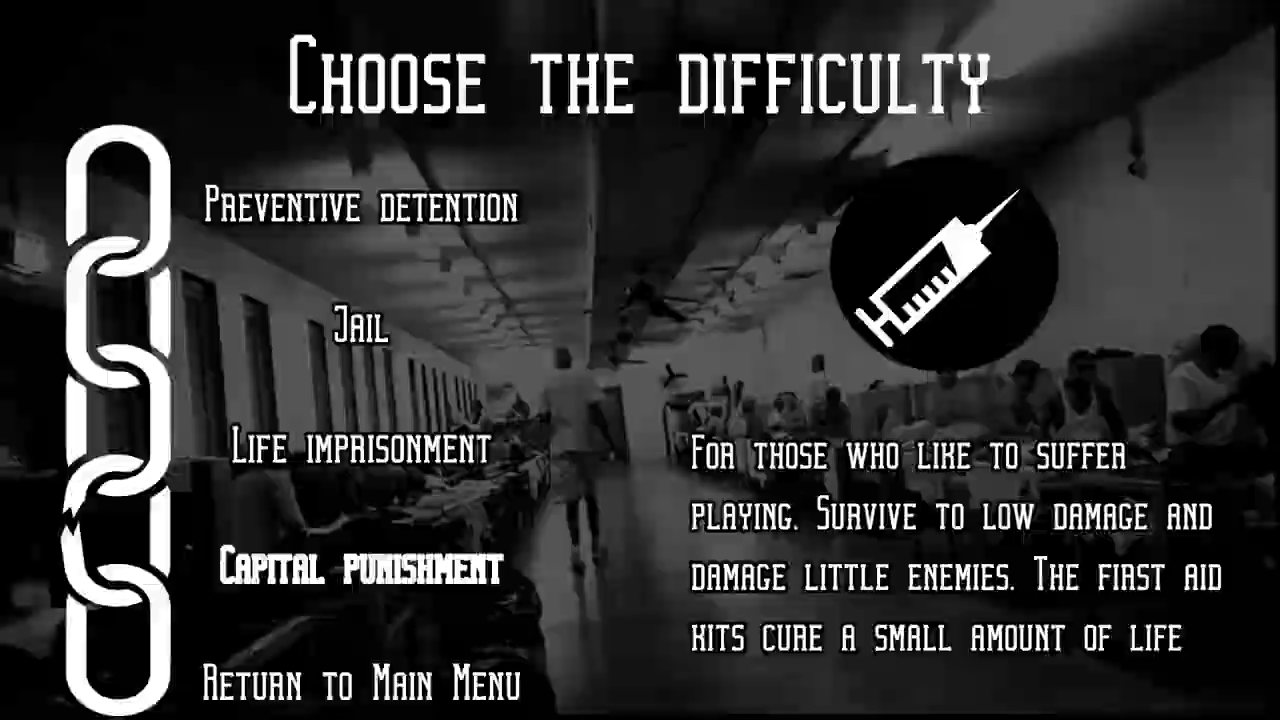 Choose the difficulty
Preventive detention
Jail
Life imprisonment
Capital punishment
Return to Main Menu
For those who like to suffer
playing. Survive to low damage and
damage little enemies. The first aid
kits cure a small amount of life